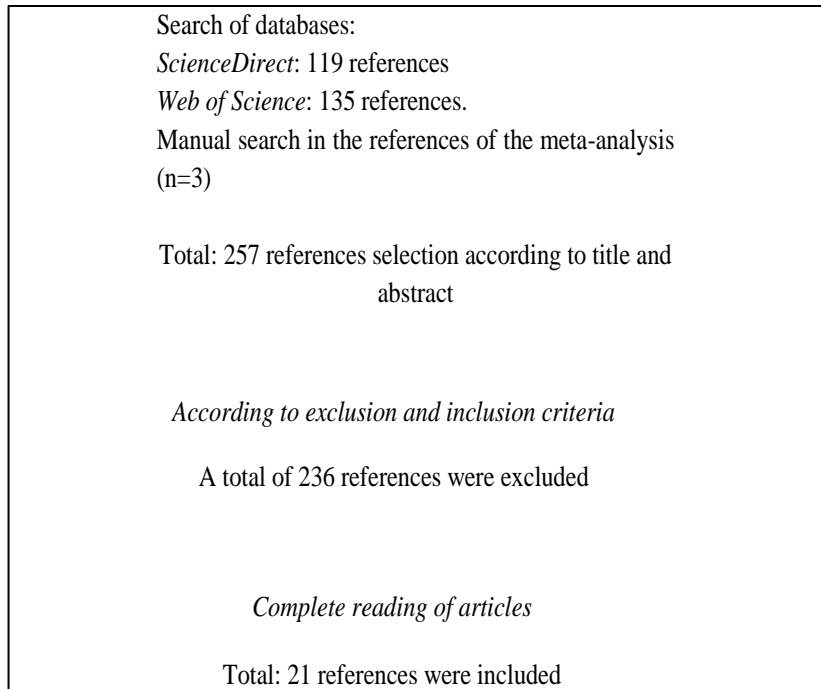 Search of databases:
ScienceDirect: 119 references
Web of Science: 135 references.
Manual search in the references of the meta-analysis
(n=3)
Total: 257 references selection according to title and
abstract
According to exclusion and inclusion criteria
A total of 236 references were excluded
Complete reading of articles
Total: 21 references were included